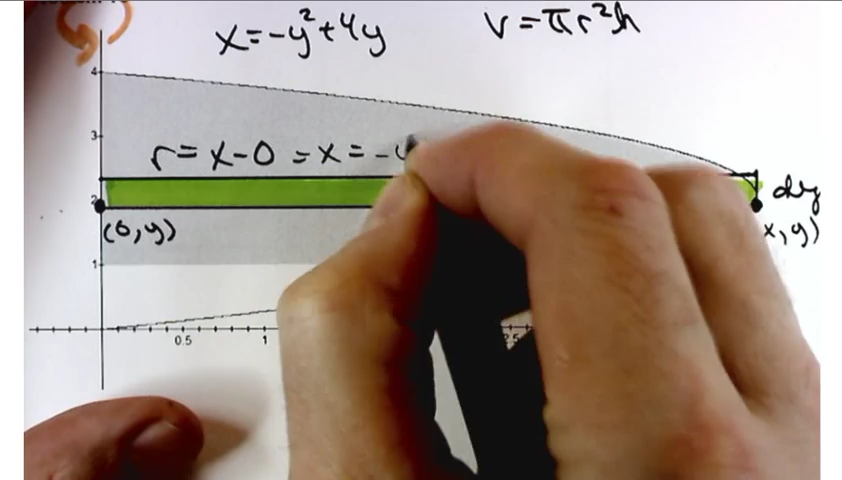 x=-y²+4y
v=πr²h
4
3
r=x-0=x=-y
dy
2
(0,y)
x,y)
1
0.5
1